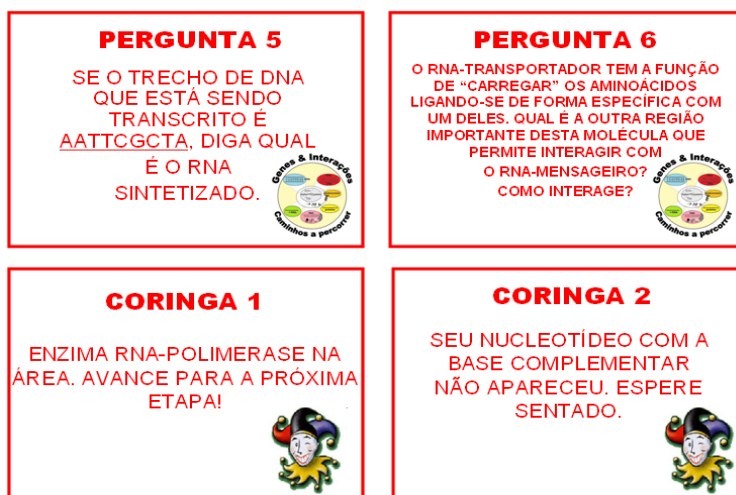 PERGUNTA 5
SE O TRECHO DE DNA
QUE ESTÁ SENDO
TRANSCRITO É
AATTCGCTA, DIGA QUAL
É O RNA
SINTETIZADO.
Genes & Interações
Caminhos a percorrer
PERGUNTA 6
O RNA-TRANSPORTADOR TEM A FUNÇÃO
DE “CARREGAR” OS AMINOÁCIDOS
LIGANDO-SE DE FORMA ESPECÍFICA COM
UM DELES. QUAL É A OUTRA REGIÃO
IMPORTANTE DESTA MOLÉCULA QUE
PERMITE INTERAGIR COM
O RNA-MENSAGEIRO?
COMO INTERAGE?
Genes & Interações
Caminhos a percorrer
CORINGA 1
ENZIMA RNA-POLIMERASE NA
ÁREA. AVANCE PARA A PRÓXIMA
ETAPA!
CORINGA 2
SEU NUCLEOTÍDEO COM A
BASE COMPLEMENTAR
NÃO APARECEU. ESPERE
SENTADO.